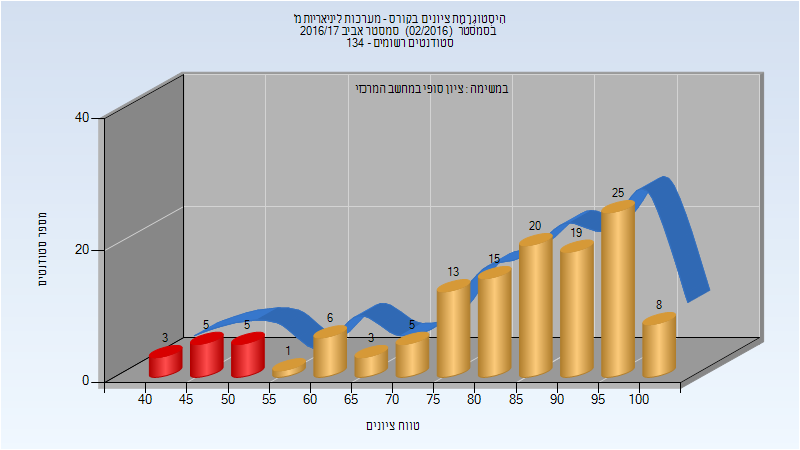 היסטוגרמת ציונים בקורס - מערכות ליניאריות מ'
בסמסטר (02/2016) סמסטר אביב 2016/17
סטודנטים רשומים - 134
במשימה : ציון סופי במחשב המרכזי
מספר סטודנטים
40
20
0
3
5
5
1
6
3
5
13
15
20
19
25
8
40 45 50 55 60 65 70 75 80 85 90 95 100
טווח ציונים